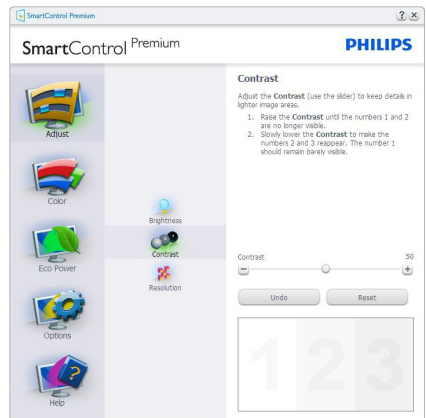 SmartControl Premium
SmartControl Premium
PHILIPS
Adjust
Color
Eco Power
Options
Help
Brightness
Contrast
Resolution
Contrast
Adjust the Contrast (use the slider) to keep details in
lighter image areas.
1. Raise the Contrast until the numbers 1 and 2
are no longer visible.
2. Slowly lower the Contrast to make the
numbers 2 and 3 reappear. The number 1
should remain barely visible.
Contrast 50
Undo Reset
1 2 3